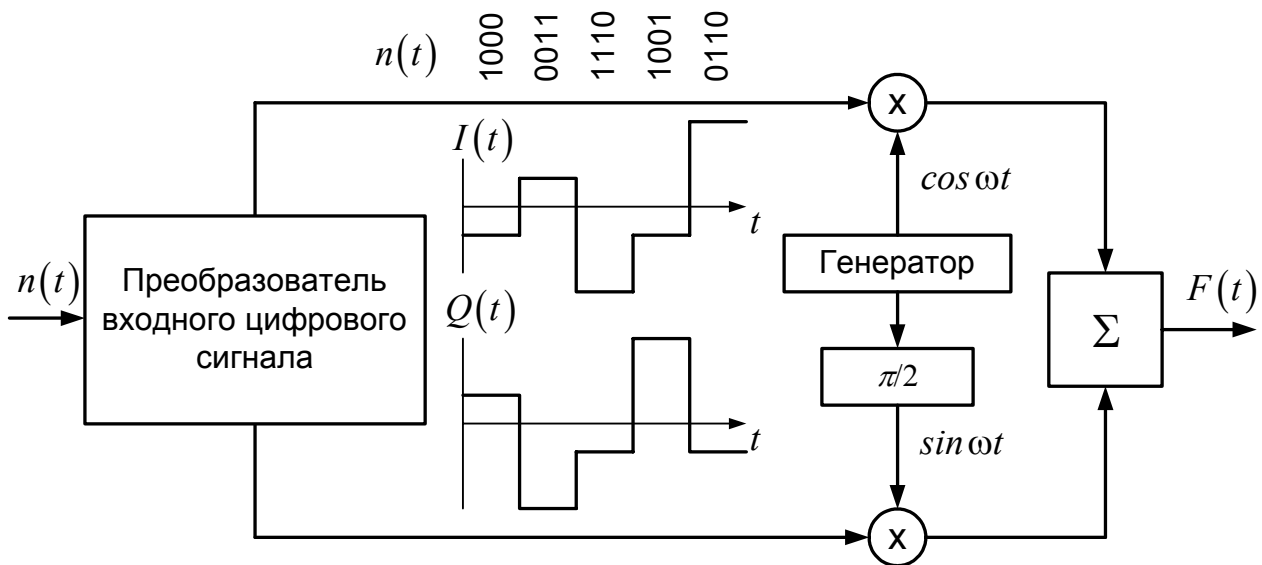 n(t) 1000 0011 1110 1001 0110
x
I(t)
cos ωt
t
n(t)
Преобразователь
входного цифрового
сигнала
Генератор
F(t)
Q(t)
Σ
π/2
t
sin ωt
x